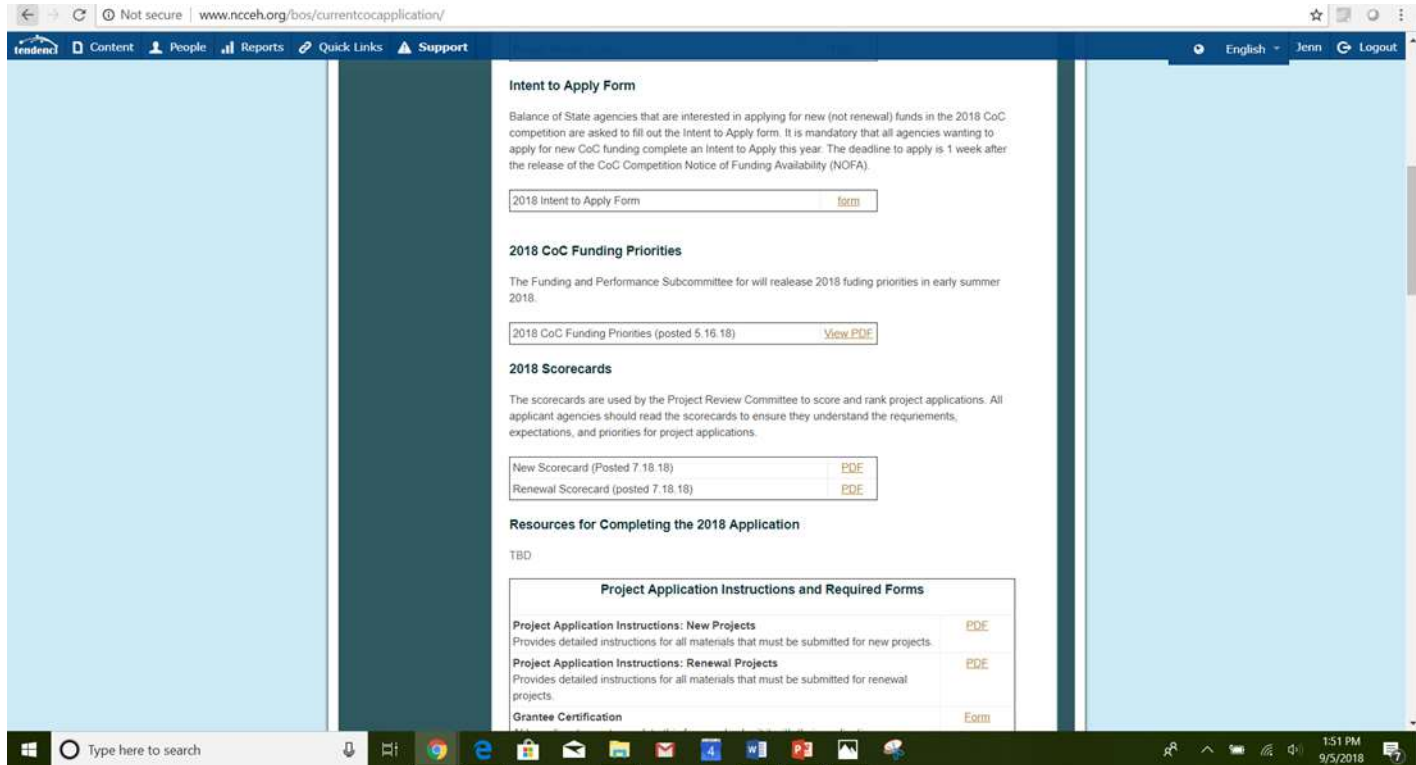 Not secure | www.ncceh.org/bos/currentcocapplication/
tendenci Content People Reports Quick Links Support English Jenn Logout
Intent to Apply Form
Balance of State agencies that are interested in applying for new (not renewal) funds in the 2018 CoC
competition are asked to fill out the Intent to Apply form. It is mandatory that all agencies wanting to
apply for new CoC funding complete an Intent to Apply this year. The deadline to apply is 1 week after
the release of the CoC Competition Notice of Funding Availability (NOFA).
2018 Intent to Apply Form form
2018 CoC Funding Priorities
The Funding and Performance Subcommittee for will realease 2018 fuding priorities in early summer
2018.
2018 CoC Funding Priorities (posted 5.16.18) View PDF
2018 Scorecards
The scorecards are used by the Project Review Committee to score and rank project applications. All
applicant agencies should read the scorecards to ensure they understand the requriements,
expectations, and priorities for project applications.
New Scorecard (Posted 7.18.18) PDF
Renewal Scorecard (posted 7.18.18) PDF
Resources for Completing the 2018 Application
TBD
Project Application Instructions and Required Forms
Project Application Instructions: New Projects PDF
Provides detailed instructions for all materials that must be submitted for new projects.
Project Application Instructions: Renewal Projects PDF
Provides detailed instructions for all materials that must be submitted for renewal
projects.
Grantee Certification Form
Type here to search
4
1:51 PM
9/5/2018